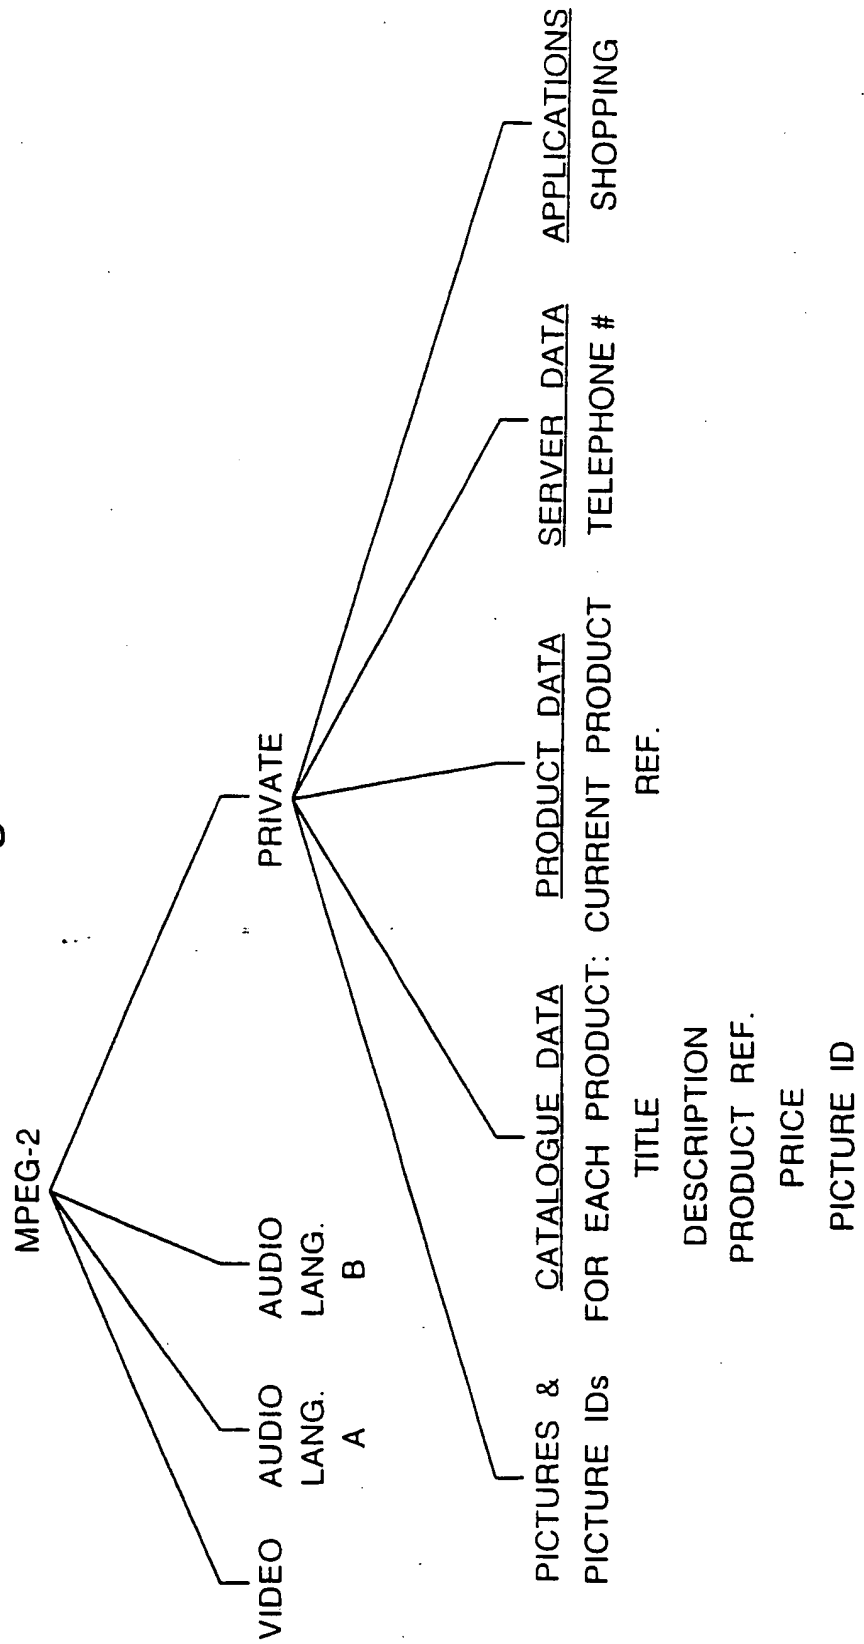 MPEG-2
VIDEO
AUDIO
LANG.
A
AUDIO
LANG.
B
PRIVATE
PICTURES &
PICTURE IDs
CATALOGUE DATA
FOR EACH PRODUCT:
TITLE
DESCRIPTION
PRODUCT REF.
PRICE
PICTURE ID
PRODUCT DATA
CURRENT PRODUCT
REF.
SERVER DATA
TELEPHONE #
APPLICATIONS
SHOPPING